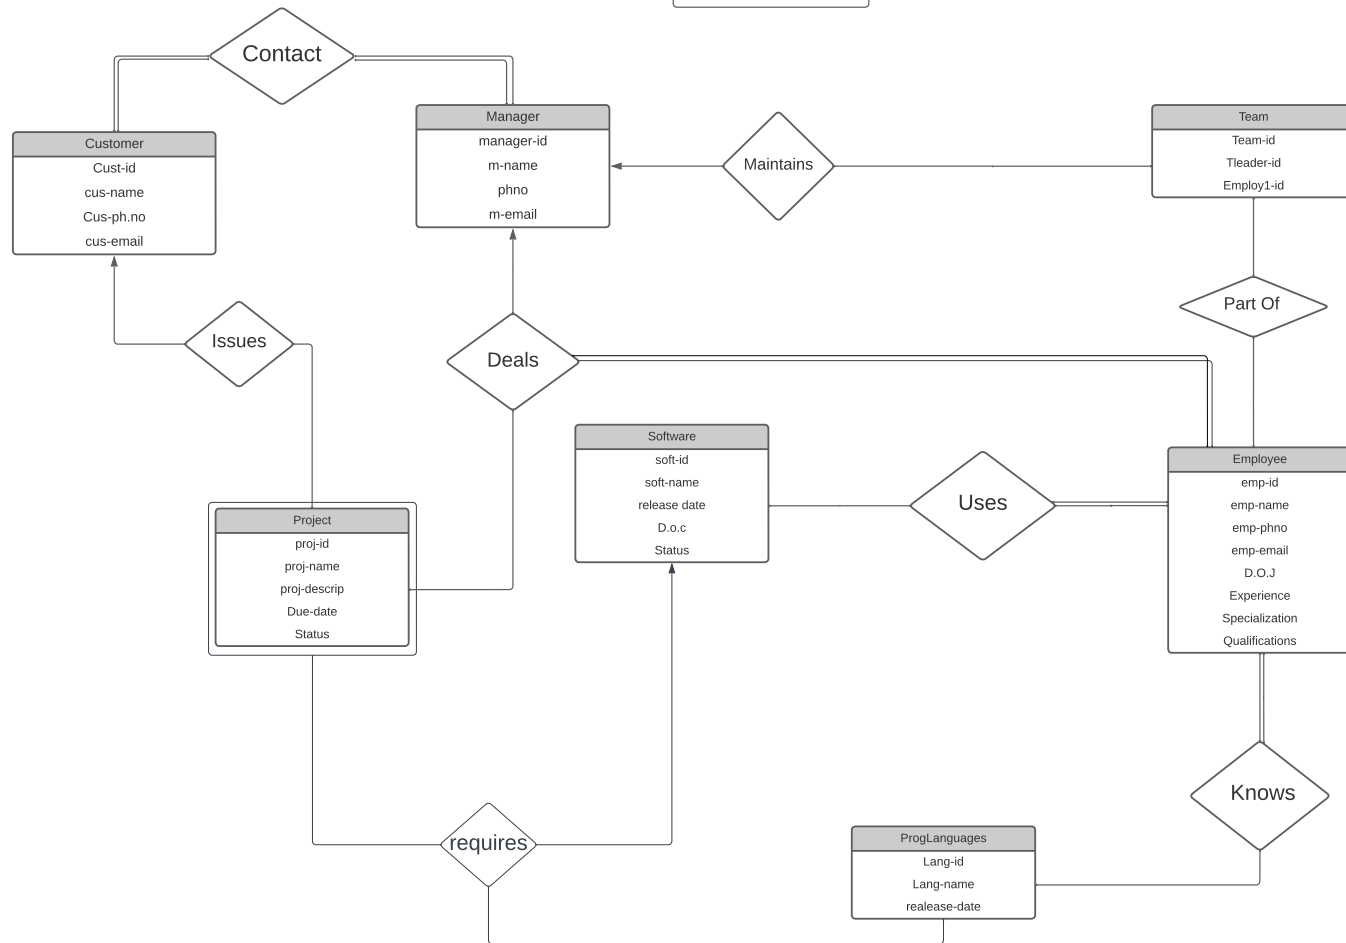 Contact
Manager
manager-id
m-name
phno
m-email
Customer
Cust-id
cus-name
Cus-ph.no
cus-email
Maintains
Team
Team-id
Tleader-id
Employ1-id
Part Of
Issues
Deals
Software
soft-id
soft-name
release date
D.o.c
Status
Uses
Employee
emp-id
emp-name
emp-phno
emp-email
D.O.J
Experience
Specialization
Qualifications
Project
proj-id
proj-name
proj-descrip
Due-date
Status
requires
Knows
ProgLanguages
Lang-id
Lang-name
realease-date